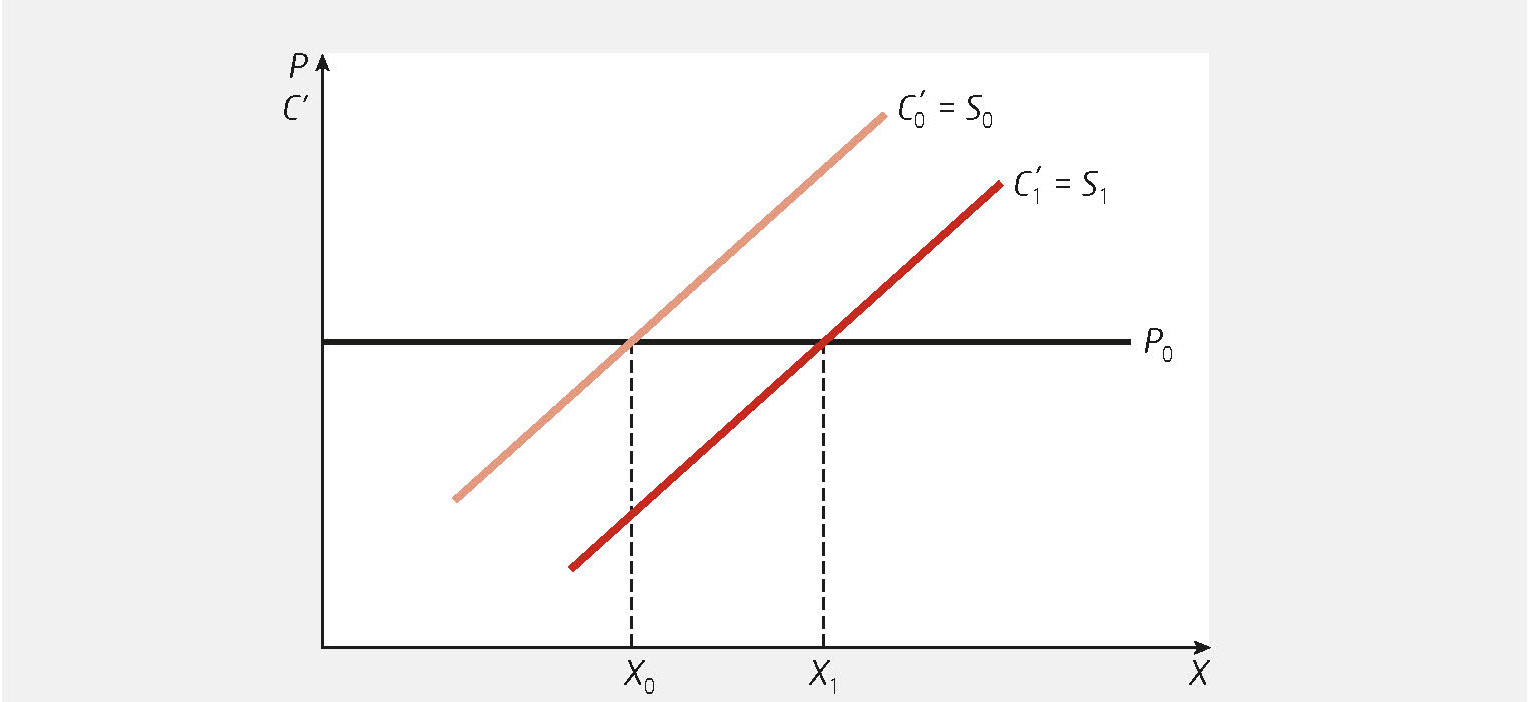 P
C′
C′₀ = S₀
C′₁ = S₁
P₀
X₀
X₁
X